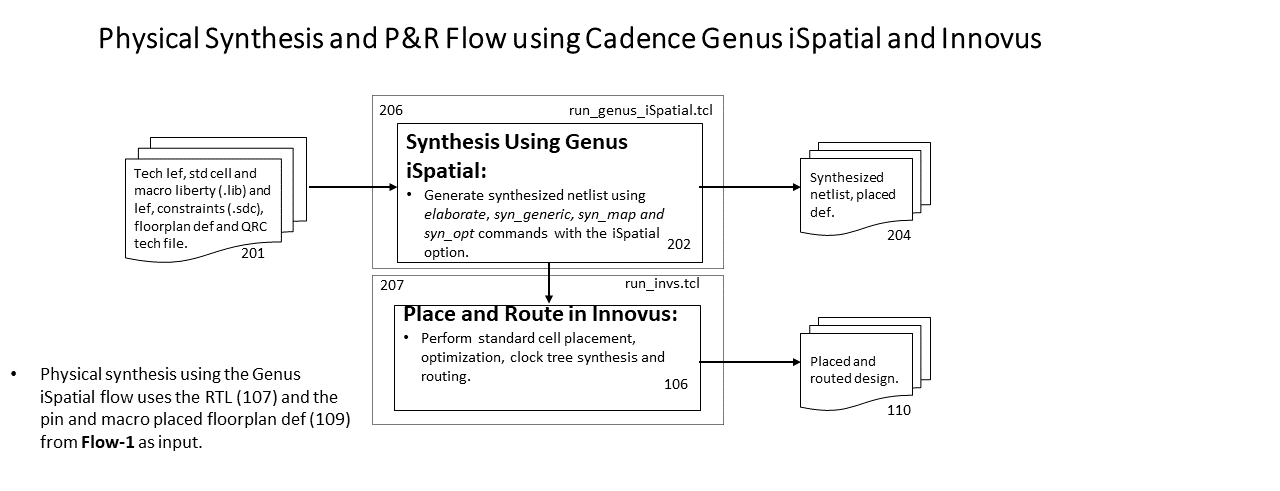 Physical Synthesis and P&R Flow using Cadence Genus iSpatial and Innovus
206
run_genus_iSpatial.tcl
Synthesis Using Genus
iSpatial:
• Generate synthesized netlist using
elaborate, syn_generic, syn_map and
syn_opt commands with the iSpatial
option.
202
Tech lef, std cell and
macro liberty (.lib) and
lef, constraints (.sdc),
floorplan def and QRC
tech file.
201
Synthesized
netlist, placed
def.
204
207
run_invs.tcl
Place and Route in Innovus:
• Perform standard cell placement,
optimization, clock tree synthesis and
routing.
106
Placed and
routed design.
110
• Physical synthesis using the Genus
iSpatial flow uses the RTL (107) and the
pin and macro placed floorplan def (109)
from Flow-1 as input.